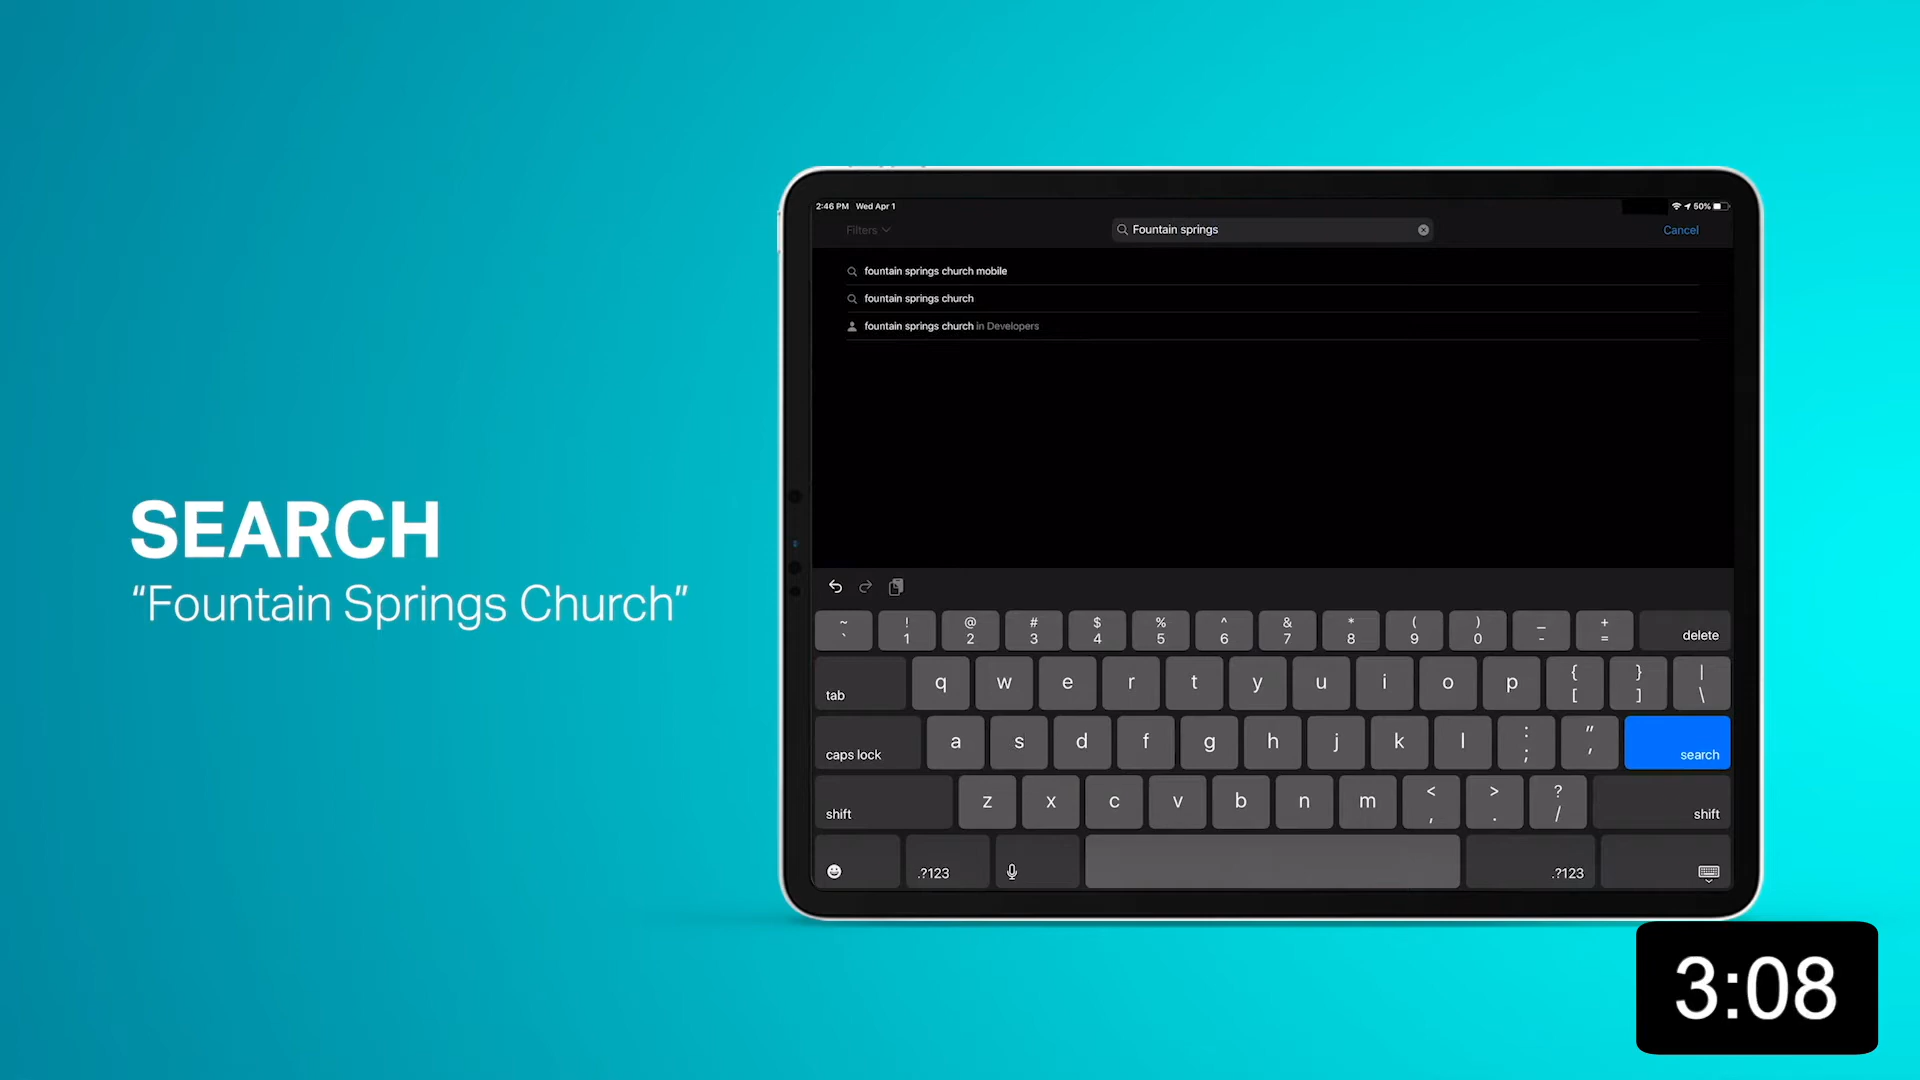 SEARCH
“Fountain Springs Church”
2:46 PM Wed Apr 1
50%
Filters
Fountain springs
Cancel
fountain springs church mobile
fountain springs church
fountain springs church in Developers
~ ! @ # $ % ^ & * ( ) _ +
` 1 2 3 4 5 6 7 8 9 0 - = delete
tab q w e r t y u i o p { [ } ] | \
caps lock a s d f g h j k l : ; " ' search
shift z x c v b n m < , > . ? / shift
.?123 .?123
3:08